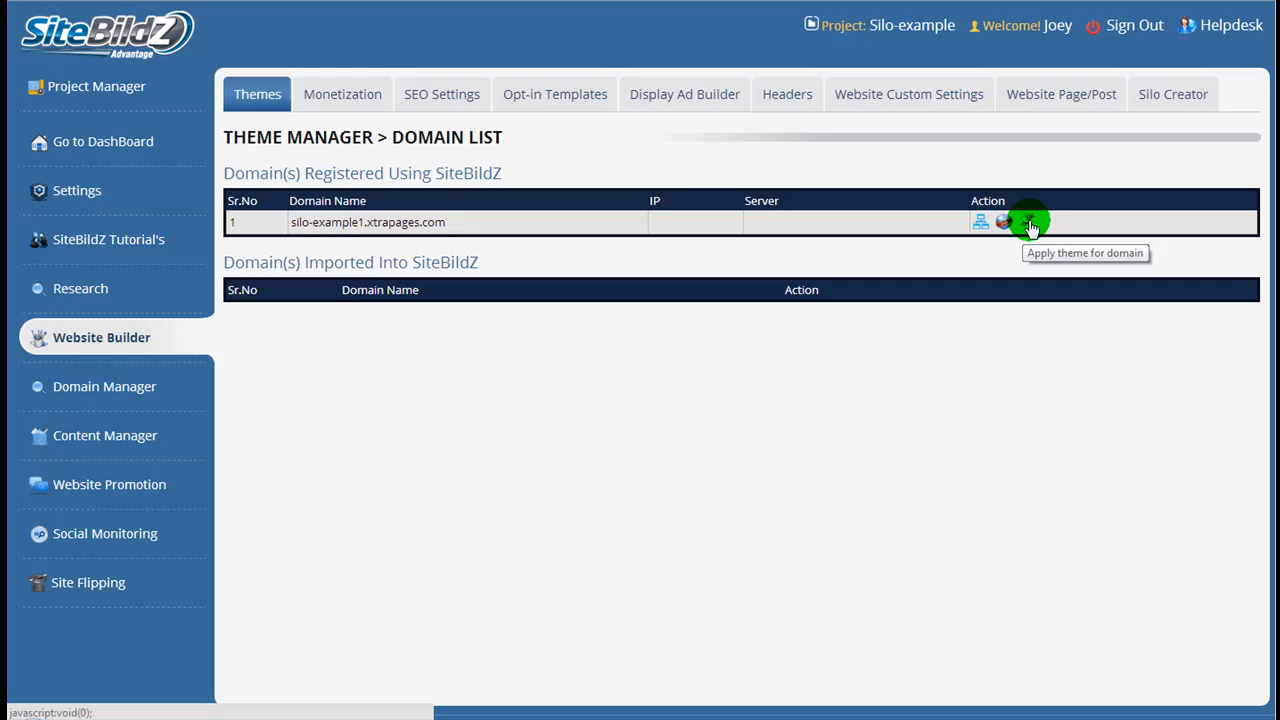 SiteBildZ
Advantage
Project: Silo-example
Welcome! Joey
Sign Out
Helpdesk
Project Manager
Go to DashBoard
Settings
SiteBildZ Tutorial's
Research
Website Builder
Domain Manager
Content Manager
Website Promotion
Social Monitoring
Site Flipping
Themes
Monetization
SEO Settings
Opt-in Templates
Display Ad Builder
Headers
Website Custom Settings
Website Page/Post
Silo Creator
THEME MANAGER > DOMAIN LIST
Domain(s) Registered Using SiteBildZ
Sr.No Domain Name IP Server Action
1 silo-example1.xtrapages.com
Apply theme for domain
Domain(s) Imported Into SiteBildZ
Sr.No Domain Name Action
javascript:void(0);